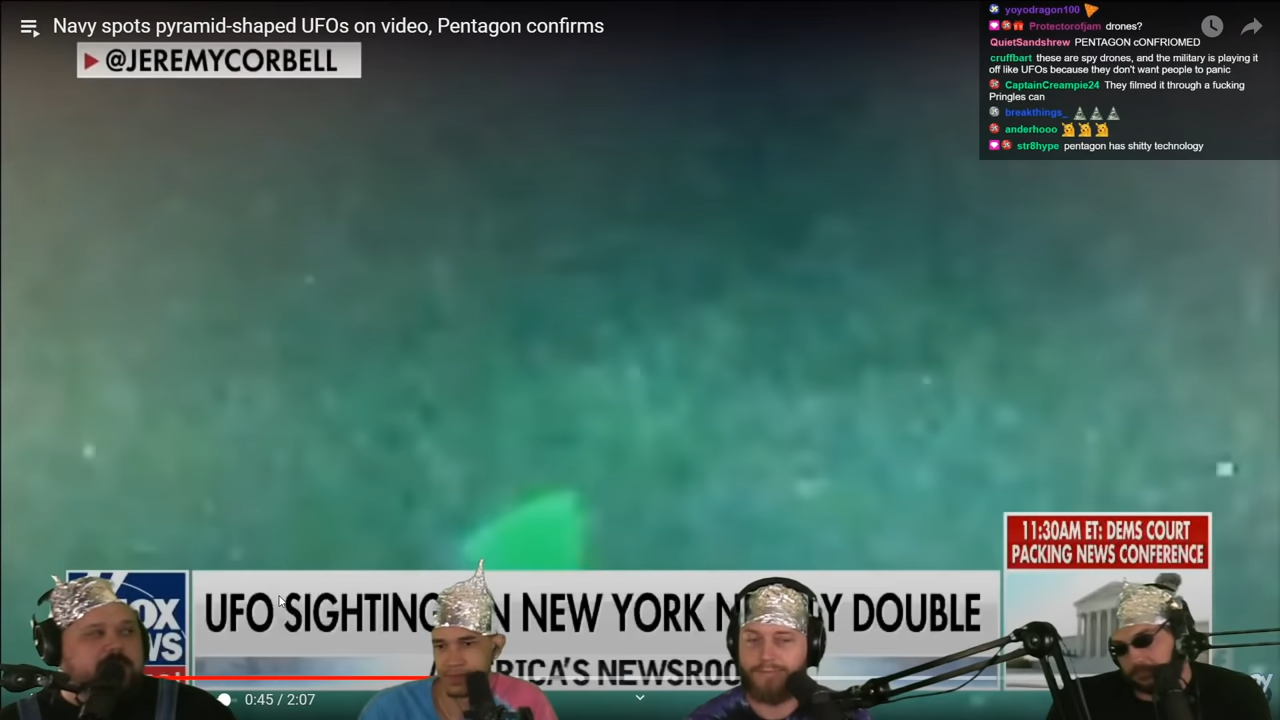 Navy spots pyramid-shaped UFOs on video, Pentagon confirms
@JEREMYCORBELL
yoyodragon100
Protectorofjam drones?
QuietSandshrew PENTAGON cONFRIOMED
cruffbart these are spy drones, and the military is playing it
off like UFOs because they don't want people to panic
CaptainCreampie24 They filmed it through a fucking
Pringles can
breakthings_
anderhooo
str8hype pentagon has shitty technology
11:30AM ET: DEMS COURT
PACKING NEWS CONFERENCE
UFO SIGHTING N NEW YORK N Y DOUBLE
RICA'S NEWSROO
0:45 / 2:07